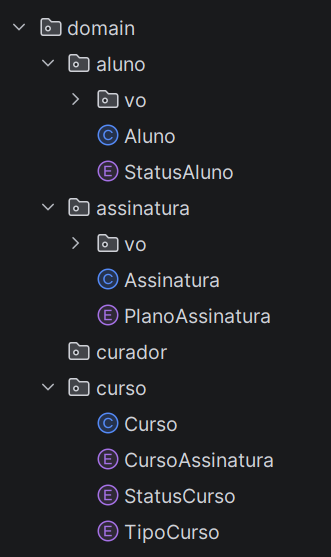 domain
aluno
vo
C Aluno
E StatusAluno
assinatura
vo
C Assinatura
E PlanoAssinatura
curador
curso
C Curso
E CursoAssinatura
E StatusCurso
E TipoCurso